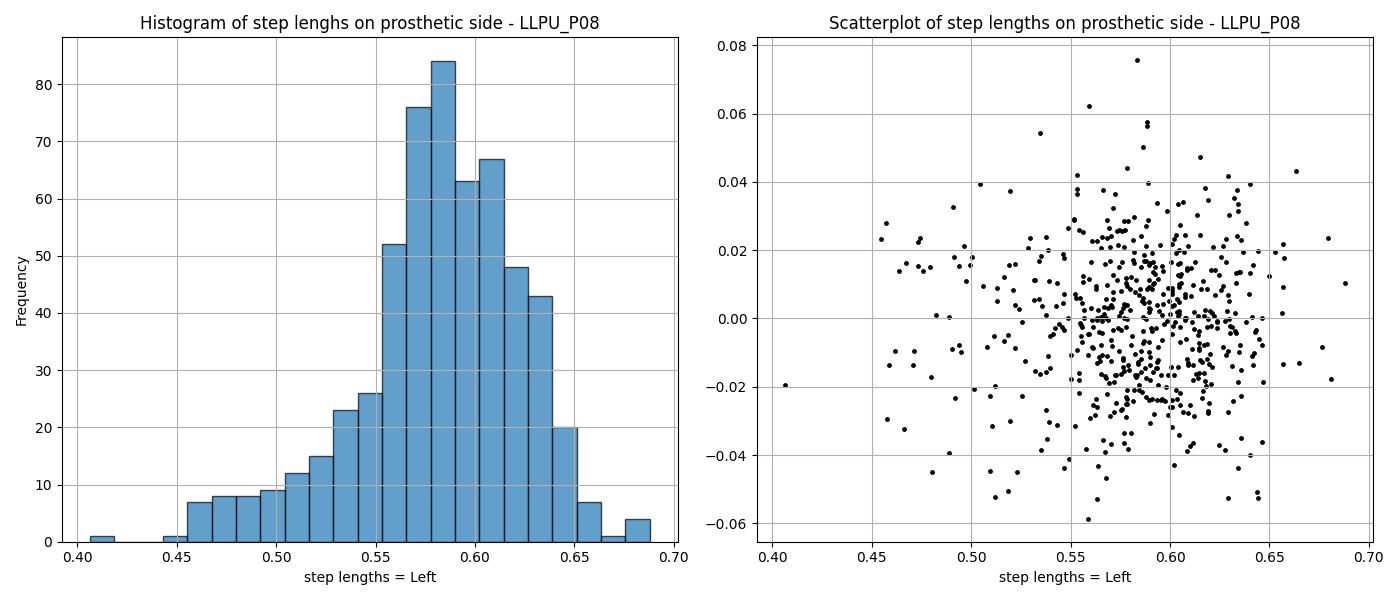 Histogram of step lenghs on prosthetic side - LLPU_P08
Frequency
80
70
60
50
40
30
20
10
0
0.40 0.45 0.50 0.55 0.60 0.65 0.70
step lengths = Left
Scatterplot of step lengths on prosthetic side - LLPU_P08
0.08
0.06
0.04
0.02
0.00
−0.02
−0.04
−0.06
0.40 0.45 0.50 0.55 0.60 0.65 0.70
step lengths = Left